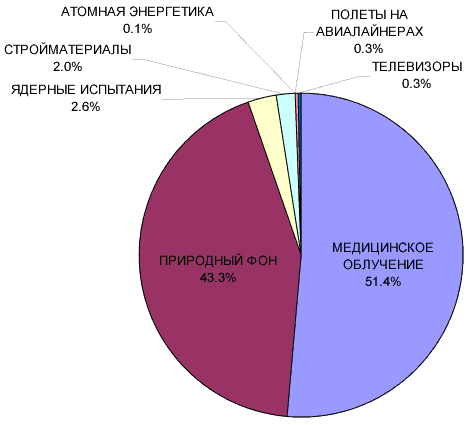 АТОМНАЯ ЭНЕРГЕТИКА
0.1%
ПОЛЕТЫ НА
АВИАЛАЙНЕРАХ
0.3%
СТРОЙМАТЕРИАЛЫ
2.0%
ТЕЛЕВИЗОРЫ
0.3%
ЯДЕРНЫЕ ИСПЫТАНИЯ
2.6%
МЕДИЦИНСКОЕ
ОБЛУЧЕНИЕ
51.4%
ПРИРОДНЫЙ ФОН
43.3%